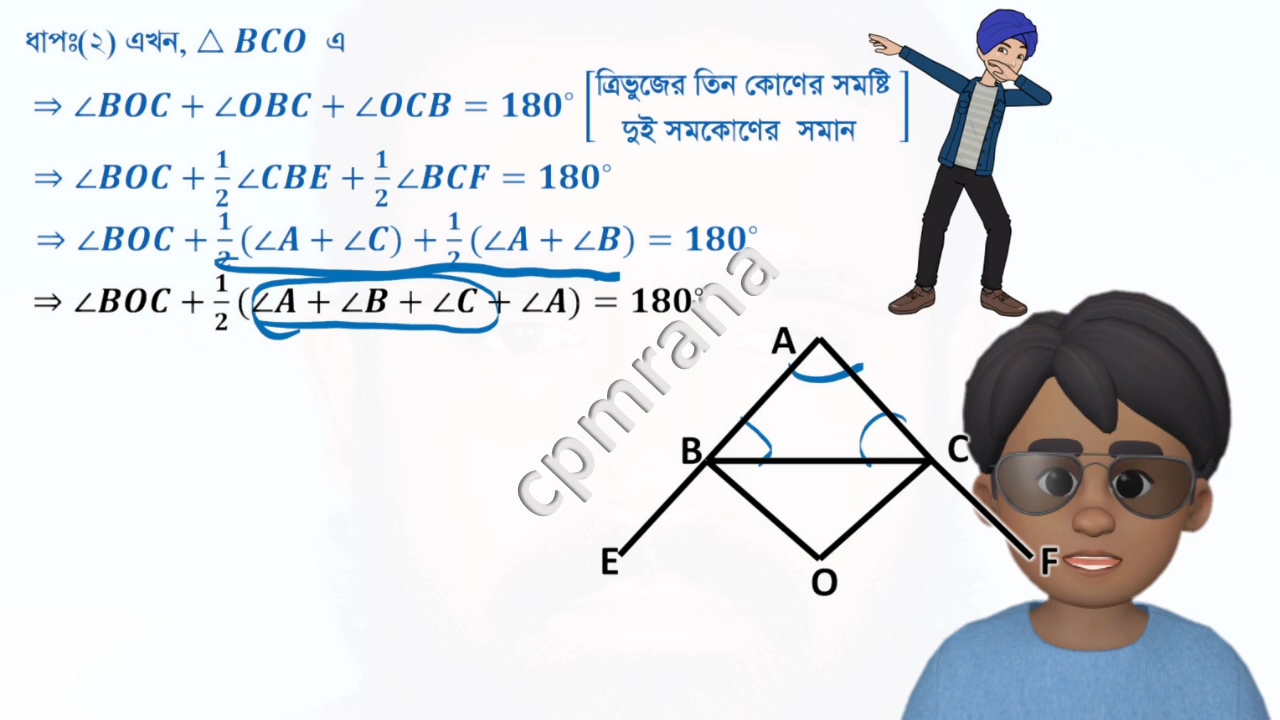 ধাপঃ(২) এখন, △ BCO এ
⇒ ∠BOC + ∠OBC + ∠OCB = 180° [ত্রিভুজের তিন কোণের সমষ্টি
দুই সমকোণের সমান]
⇒ ∠BOC + 1/2 ∠CBE + 1/2 ∠BCF = 180°
⇒ ∠BOC + 1/2 (∠A + ∠C) + 1/2 (∠A + ∠B) = 180°
⇒ ∠BOC + 1/2 (∠A + ∠B + ∠C + ∠A) = 180°
A
B
C
E
O
F
cpmrana